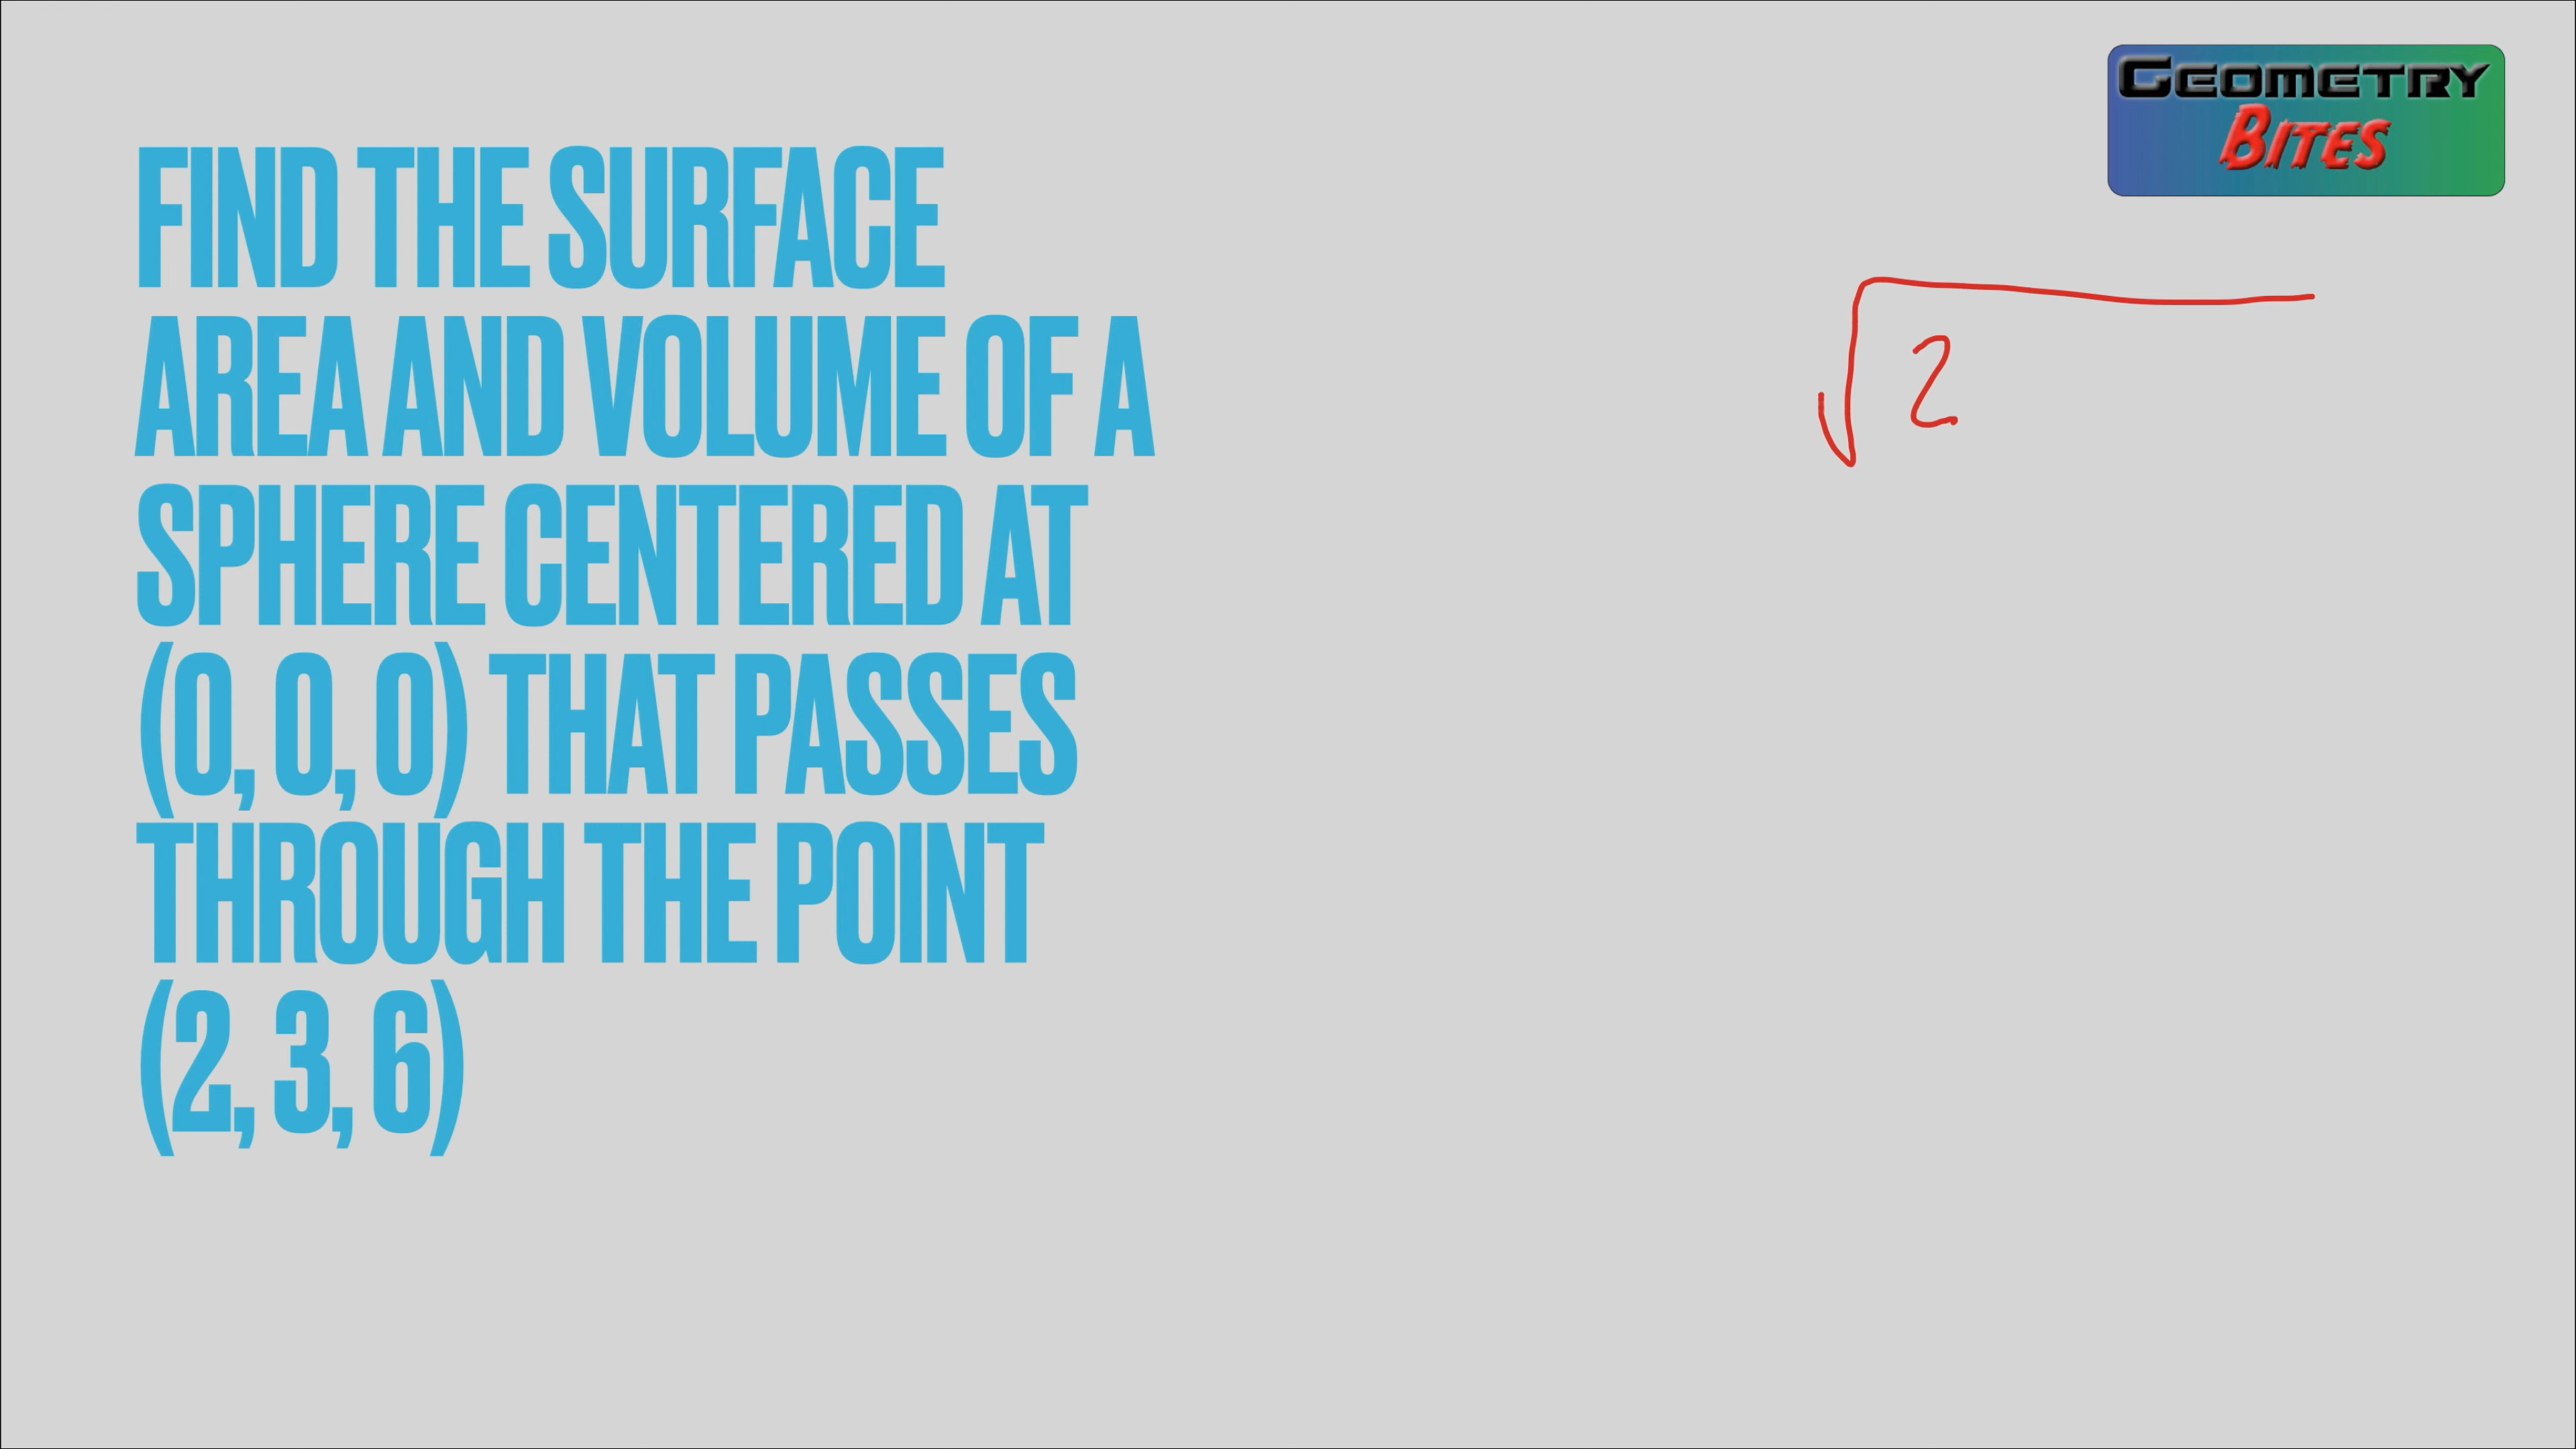 GEOMETRY
BITES
FIND THE SURFACE
AREA AND VOLUME OF A
SPHERE CENTERED AT
(0, 0, 0) THAT PASSES
THROUGH THE POINT
(2, 3, 6)
√2